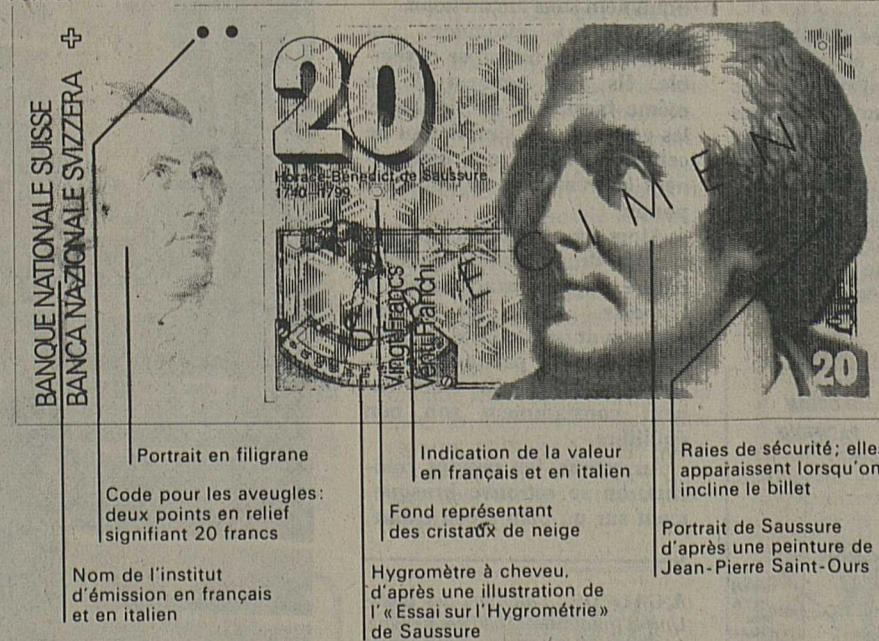 BANQUE NATIONALE SUISSE
BANCA NAZIONALE SVIZZERA
20
Horace-Bénédict de Saussure
1740–1799
Vingt Francs
Venti Franchi
ECIMEN
20
Portrait en filigrane
Code pour les aveugles:
deux points en relief
signifiant 20 francs
Nom de l'institut
d'émission en français
et en italien
Indication de la valeur
en français et en italien
Fond représentant
des cristaux de neige
Hygromètre à cheveu,
d'après une illustration de
l'«Essai sur l'Hygrométrie»
de Saussure
Raies de sécurité; elles
apparaissent lorsqu'on
incline le billet
Portrait de Saussure
d'après une peinture de
Jean-Pierre Saint-Ours